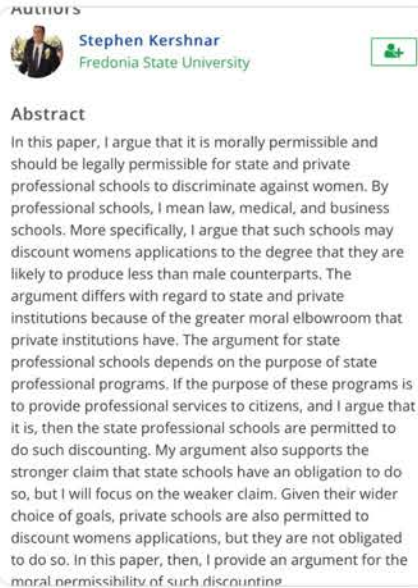 Authors
Stephen Kershnar
Fredonia State University
Abstract
In this paper, I argue that it is morally permissible and
should be legally permissible for state and private
professional schools to discriminate against women. By
professional schools, I mean law, medical, and business
schools. More specifically, I argue that such schools may
discount womens applications to the degree that they are
likely to produce less than male counterparts. The
argument differs with regard to state and private
institutions because of the greater moral elbowroom that
private institutions have. The argument for state
professional schools depends on the purpose of state
professional programs. If the purpose of these programs is
to provide professional services to citizens, and I argue that
it is, then the state professional schools are permitted to
do such discounting. My argument also supports the
stronger claim that state schools have an obligation to do
so, but I will focus on the weaker claim. Given their wider
choice of goals, private schools are also permitted to
discount womens applications, but they are not obligated
to do so. In this paper, then, I provide an argument for the
moral permissibility of such discounting